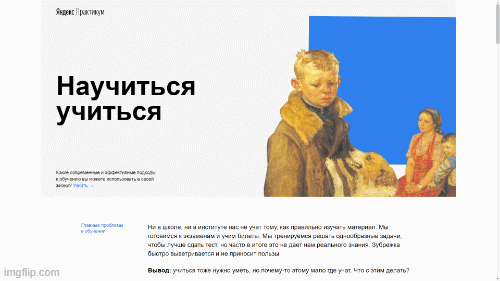 Яндекс Практикум
Научиться
учиться
Какие современные и эффективные подходы
в обучении вы можете использовать в своей
жизни? Узнать →
Главные проблемы
в обучении
Ни в школе, ни в институте нас не учат тому, как правильно изучать материал. Мы
готовимся к экзаменам и учим билеты. Мы тренируемся решать однообразные задачи,
чтобы лучше сдать тест, но часто в итоге это не дает нам реального знания. Зубрежка
быстро выветривается и не приносит пользы
Вывод: учиться тоже нужно уметь, но почему-то этому мало где учат. Что с этим делать?
imgflip.com